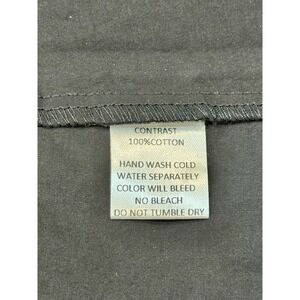 CONTRAST
100%COTTON
HAND WASH COLD
WATER SEPARATELY
COLOR WILL BLEED
NO BLEACH
DO NOT TUMBLE DRY